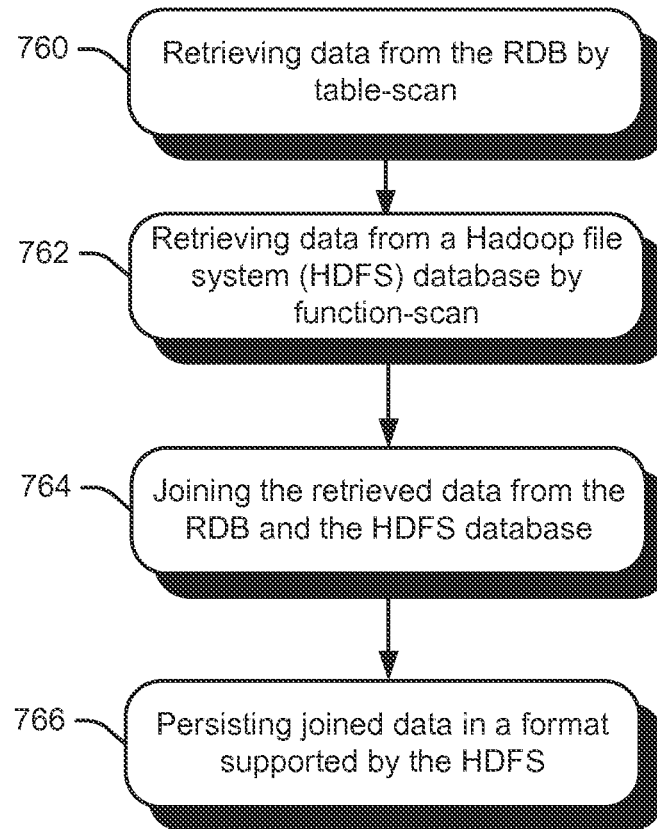 760
Retrieving data from the RDB by
table-scan
762
Retrieving data from a Hadoop file
system (HDFS) database by
function-scan
764
Joining the retrieved data from the
RDB and the HDFS database
766
Persisting joined data in a format
supported by the HDFS